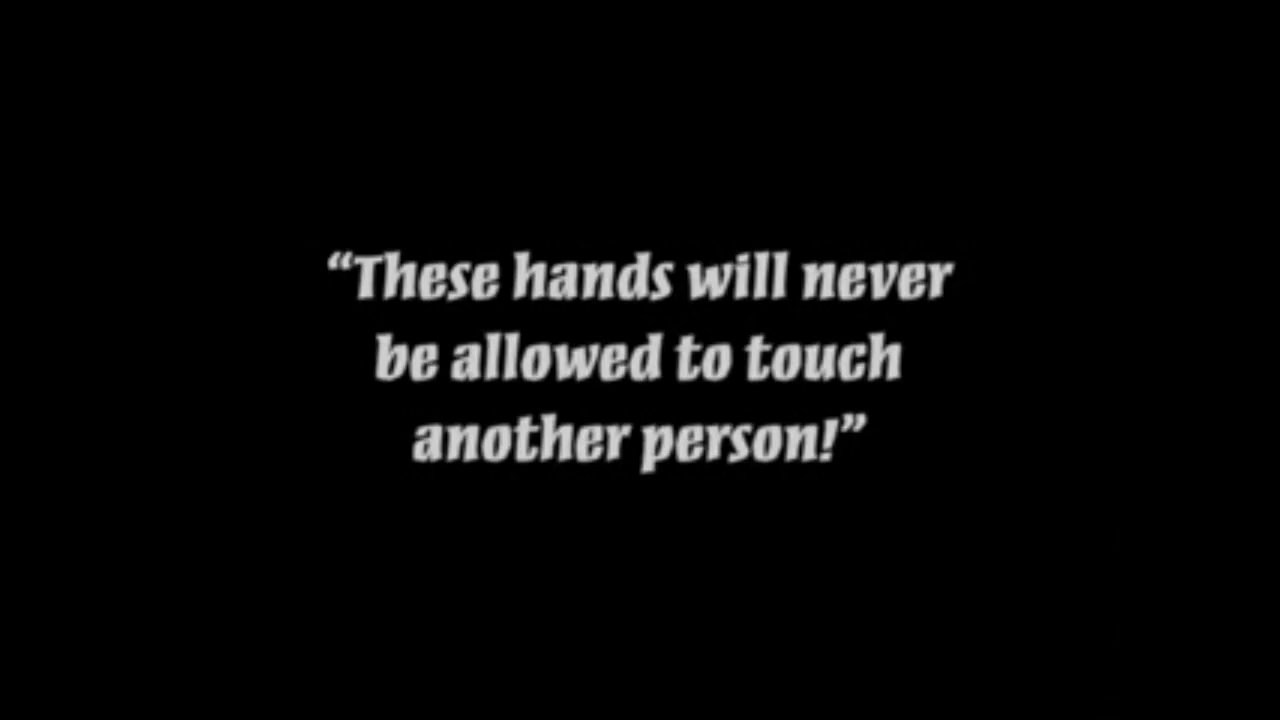 “These hands will never
be allowed to touch
another person!”